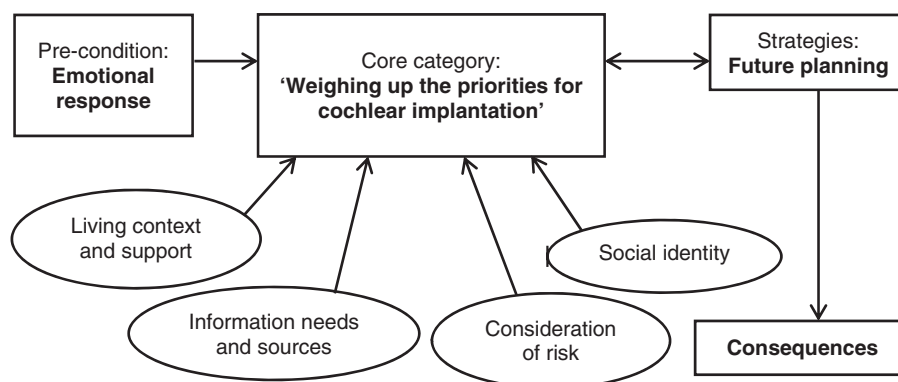 Pre-condition:
Emotional
response
Core category:
‘Weighing up the priorities for
cochlear implantation’
Strategies:
Future planning
Living context
and support
Social identity
Information needs
and sources
Consideration
of risk
Consequences